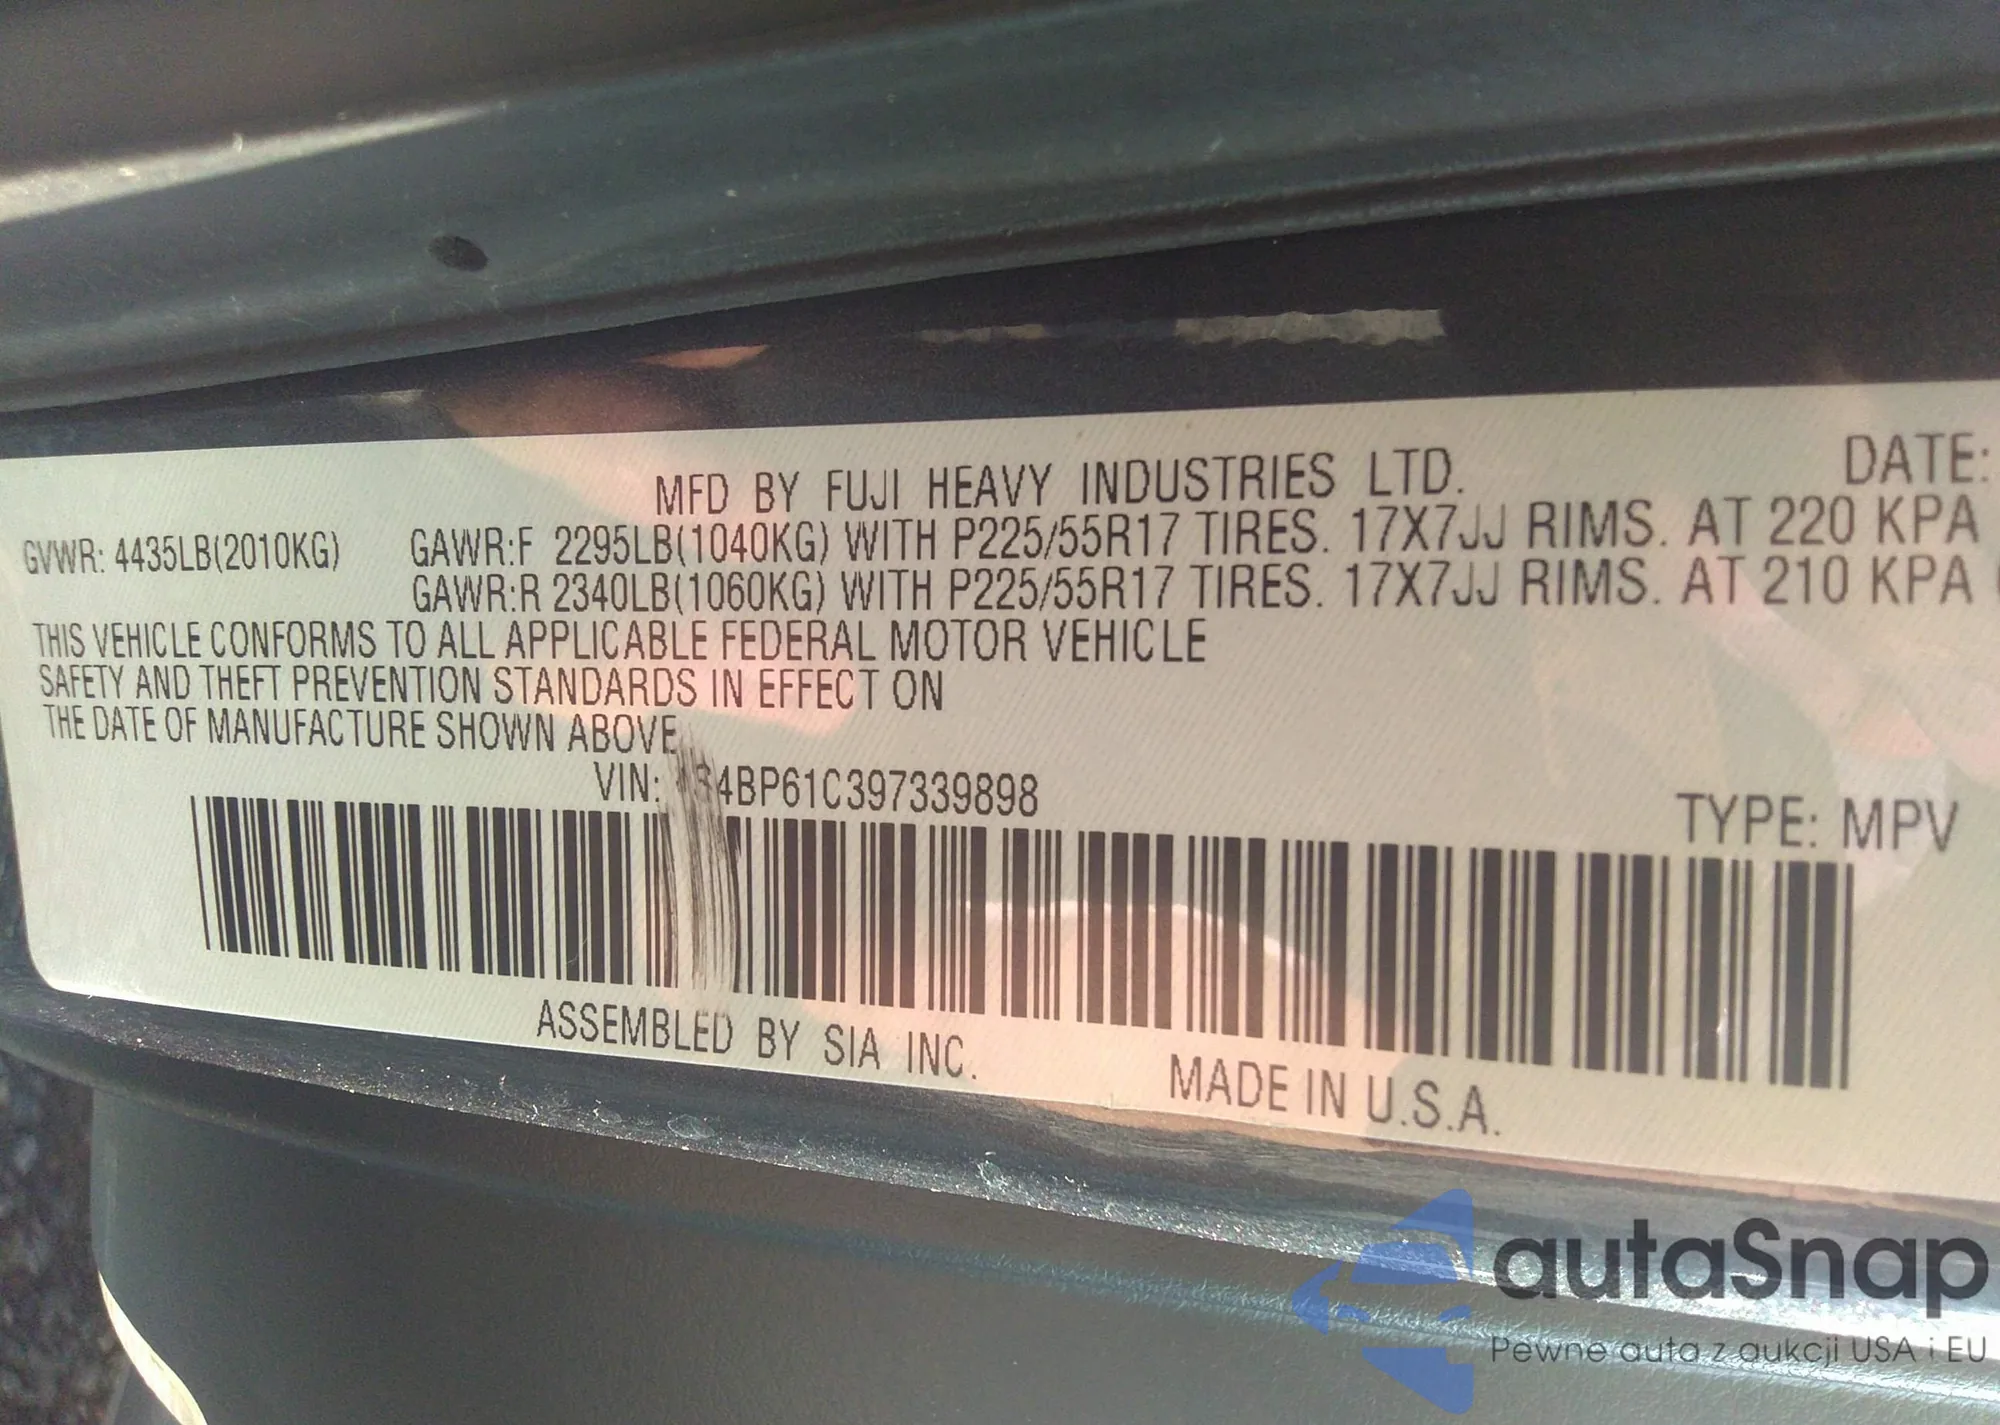 MFD BY FUJI HEAVY INDUSTRIES LTD. DATE:
GVWR: 4435LB(2010KG) GAWR:F 2295LB(1040KG) WITH P225/55R17 TIRES. 17X7JJ RIMS. AT 220 KPA
GAWR:R 2340LB(1060KG) WITH P225/55R17 TIRES. 17X7JJ RIMS. AT 210 KPA (
THIS VEHICLE CONFORMS TO ALL APPLICABLE FEDERAL MOTOR VEHICLE
SAFETY AND THEFT PREVENTION STANDARDS IN EFFECT ON
THE DATE OF MANUFACTURE SHOWN ABOVE
VIN: TYPE: MPV
ASSEMBLED BY SIA INC. MADE IN U.S.A.
autaSnap
Pewne auta z aukcji USA i EU